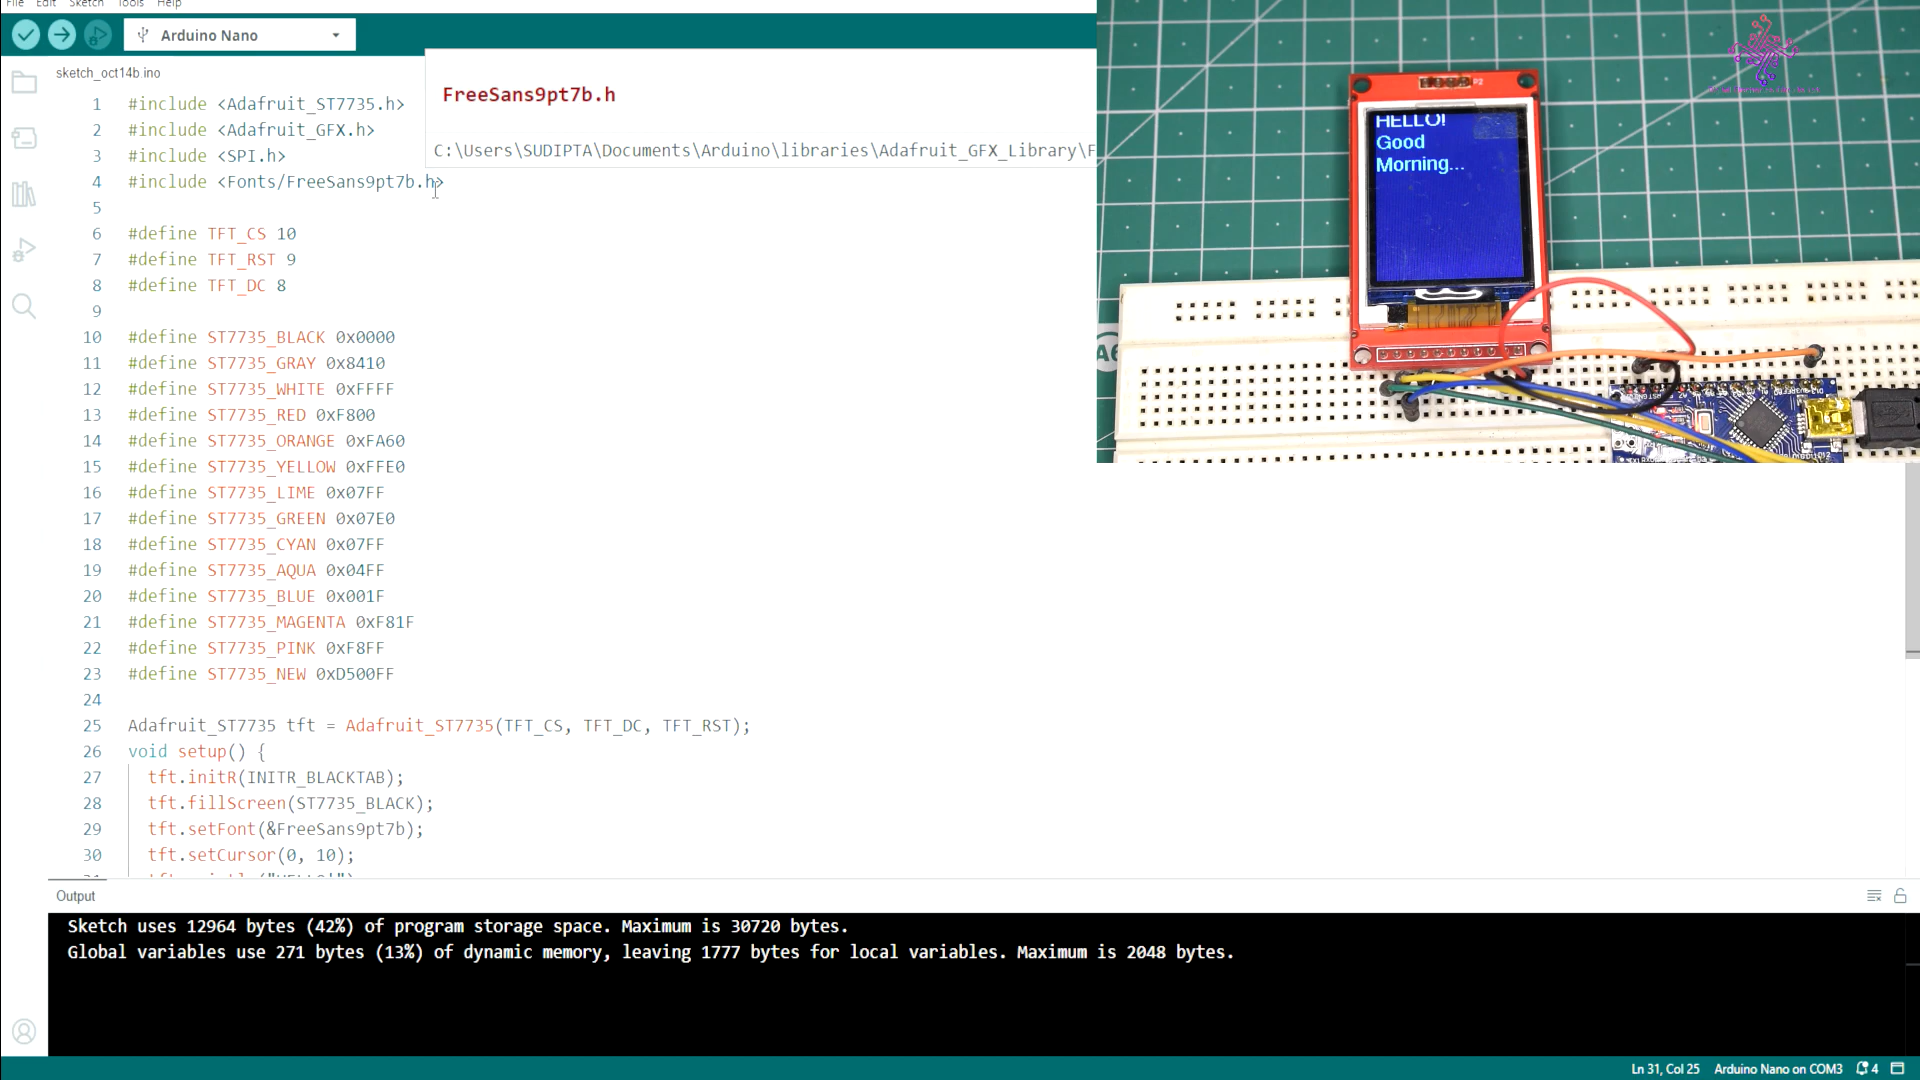 File Edit Sketch Tools Help
Arduino Nano
sketch_oct14b.ino
FreeSans9pt7b.h
C:\Users\SUDIPTA\Documents\Arduino\libraries\Adafruit_GFX_Library\F
1 #include <Adafruit_ST7735.h>
2 #include <Adafruit_GFX.h>
3 #include <SPI.h>
4 #include <Fonts/FreeSans9pt7b.h>
5
6 #define TFT_CS 10
7 #define TFT_RST 9
8 #define TFT_DC 8
9
10 #define ST7735_BLACK 0x0000
11 #define ST7735_GRAY 0x8410
12 #define ST7735_WHITE 0xFFFF
13 #define ST7735_RED 0xF800
14 #define ST7735_ORANGE 0xFA60
15 #define ST7735_YELLOW 0xFFE0
16 #define ST7735_LIME 0x07FF
17 #define ST7735_GREEN 0x07E0
18 #define ST7735_CYAN 0x07FF
19 #define ST7735_AQUA 0x04FF
20 #define ST7735_BLUE 0x001F
21 #define ST7735_MAGENTA 0xF81F
22 #define ST7735_PINK 0xF8FF
23 #define ST7735_NEW 0xD500FF
24
25 Adafruit_ST7735 tft = Adafruit_ST7735(TFT_CS, TFT_DC, TFT_RST);
26 void setup() {
27 tft.initR(INITR_BLACKTAB);
28 tft.fillScreen(ST7735_BLACK);
29 tft.setFont(&FreeSans9pt7b);
30 tft.setCursor(0, 10);
P2
HELLO!
Good
Morning...
A6
Output
Sketch uses 12964 bytes (42%) of program storage space. Maximum is 30720 bytes.
Global variables use 271 bytes (13%) of dynamic memory, leaving 1777 bytes for local variables. Maximum is 2048 bytes.
Ln 31, Col 25 Arduino Nano on COM3 4